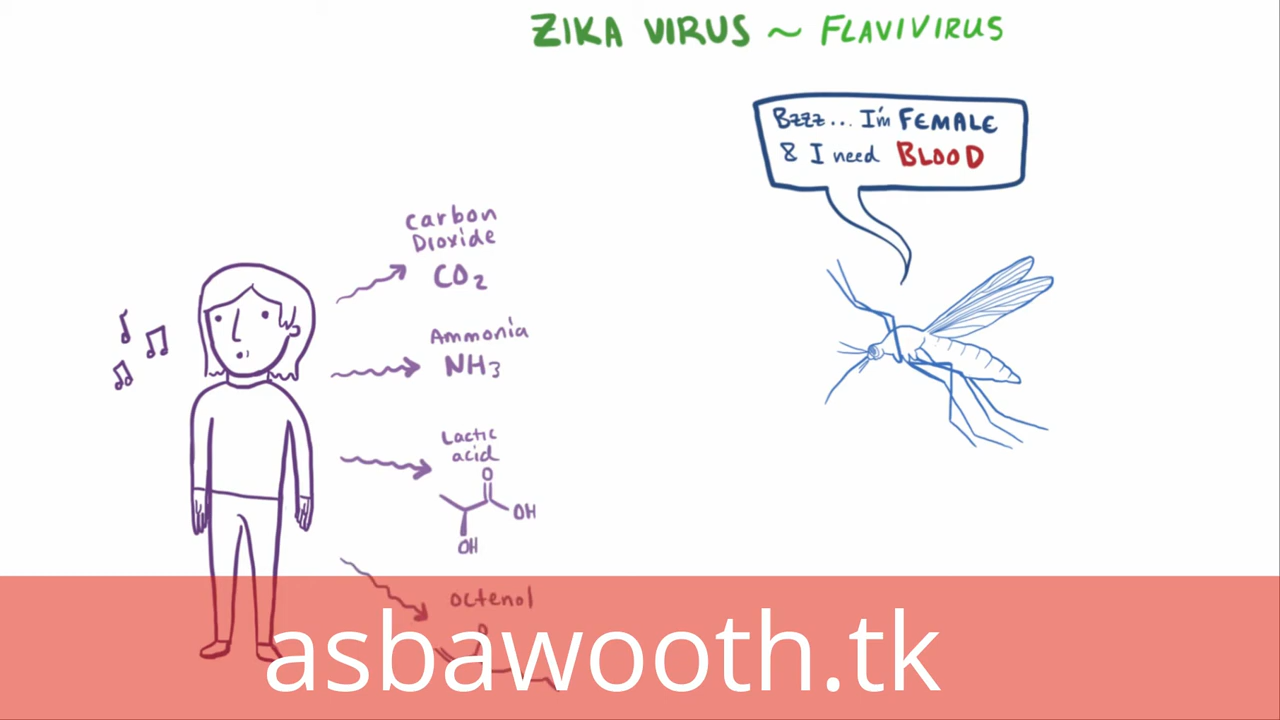 ZIKA VIRUS ~ FLAVIVIRUS
Bzzz... I'm FEMALE
& I need BLOOD
Carbon
Dioxide
CO2
Ammonia
NH3
Lactic
acid
O
OH
OH
Octenol
O
asbawooth.tk